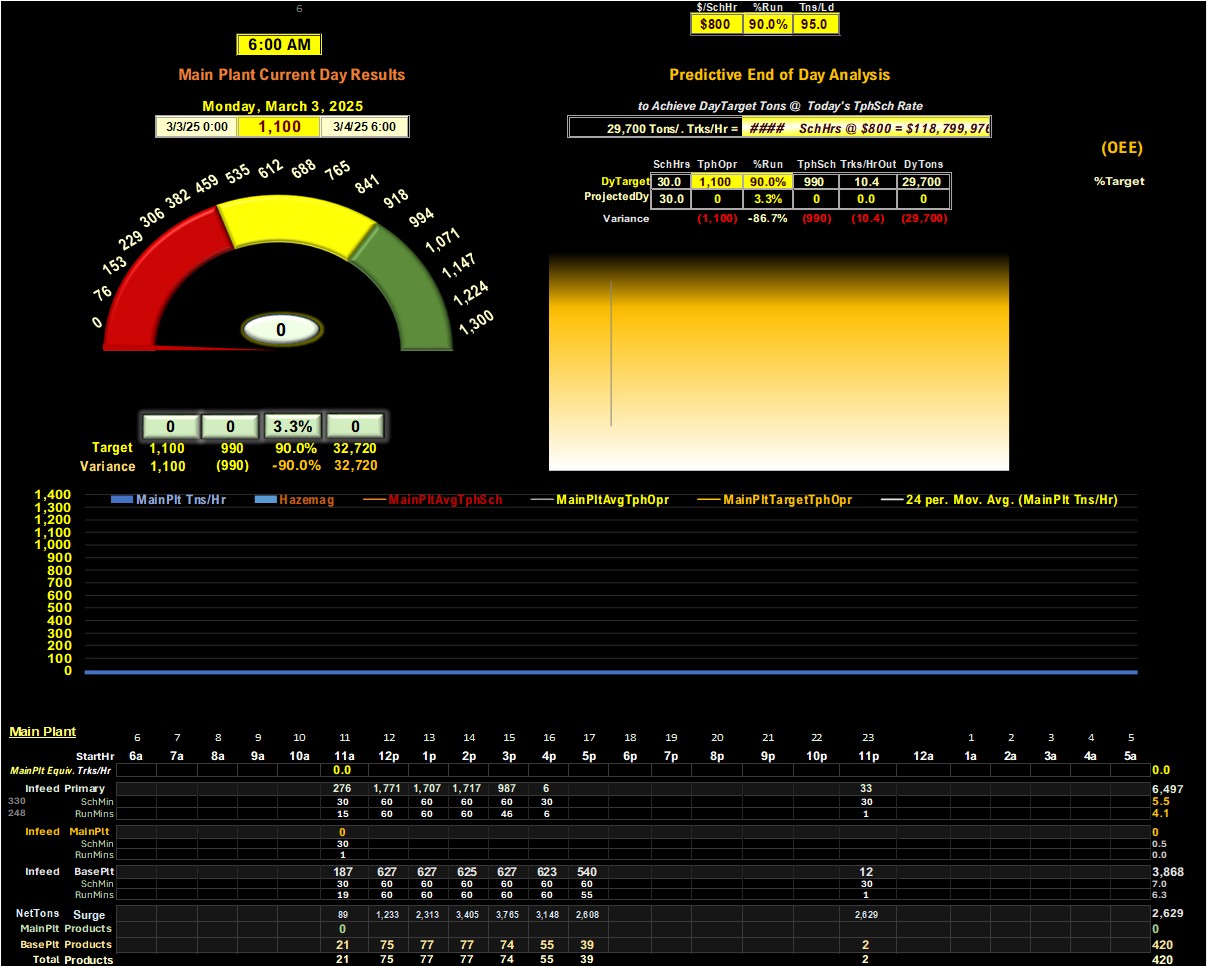 6
$/SchHr %Run Tns/Ld
$800 90.0% 95.0
6:00 AM
Main Plant Current Day Results
Predictive End of Day Analysis
Monday, March 3, 2025
to Achieve DayTarget Tons @ Today's TphSch Rate
3/3/25 6:00 1,100 3/4/25 6:00
29,700 Tons/. Trks/Hr = #### SchHrs @ $800 = $118,799,976
(OEE)
%Target
SchHrs TphOpr %Run TphSch Trks/HrOut DyTons
DyTarget 30.0 1,100 90.0% 990 10.4 29,700
ProjectedDy 30.0 0 3.3% 0 0.0 0
Variance (1,100) -86.7% (990) (10.4) (29,700)
0 76 153 229 306 382 459 535 612 688 765 841 918 994 1,071 1,147 1,224 1,300
0
0 0 3.3% 0
Target 1,100 990 90.0% 32,720
Variance 1,100 (990) -90.0% 32,720
MainPlt Tns/Hr Hazemag MainPltAvgTphSch MainPltAvgTphOpr MainPltTargetTphOpr 24 per. Mov. Avg. (MainPlt Tns/Hr)
1,400
1,300
1,200
1,100
1,000
900
800
700
600
500
400
300
200
100
0
Main Plant
6 7 8 9 10 11 12 13 14 15 16 17 18 19 20 21 22 23 1 2 3 4 5
StartHr 6a 7a 8a 9a 10a 11a 12p 1p 2p 3p 4p 5p 6p 7p 8p 9p 10p 11p 12a 1a 2a 3a 4a 5a
MainPlt Equiv. Trks/Hr 0.0 0.0
Infeed Primary 276 1,771 1,707 1,717 987 6 33 6,497
330 SchMin 30 60 60 60 60 30 30 5.5
248 RunMins 15 60 60 60 46 6 1 4.1
Infeed MainPlt 0 0
SchMin 30 0.5
RunMins 1 0.0
Infeed BasePlt 187 627 627 625 627 623 540 12 3,868
SchMin 30 60 60 60 60 60 60 30 7.0
RunMins 19 60 60 60 60 60 55 1 6.3
NetTons Surge 89 1,233 2,313 3,405 3,765 3,148 2,608 2,629 2,629
MainPlt Products 0 0
BasePlt Products 21 75 77 77 74 55 39 2 420
Total Products 21 75 77 77 74 55 39 2 420